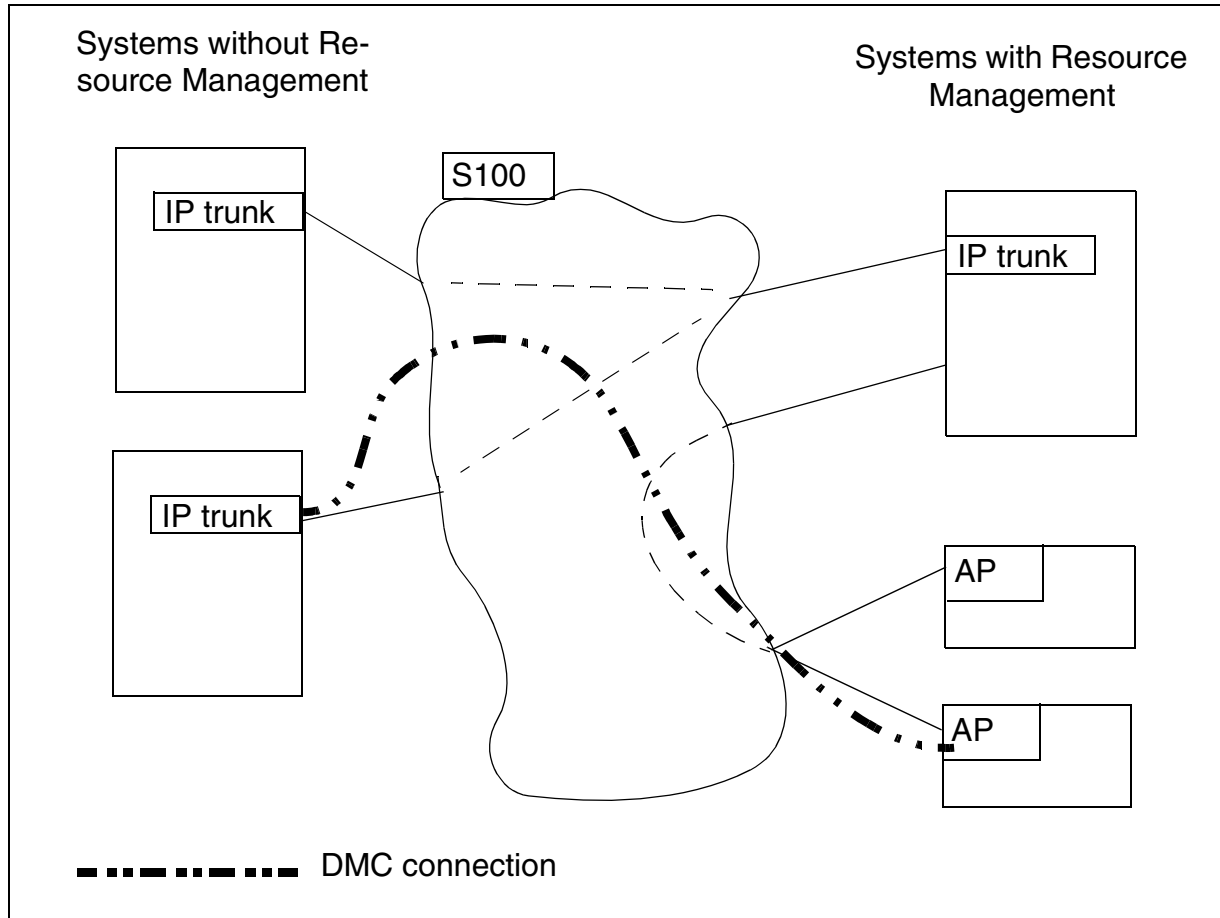 Systems without Re-
source Management
Systems with Resource
Management
S100
IP trunk
IP trunk
IP trunk
AP
AP
DMC connection